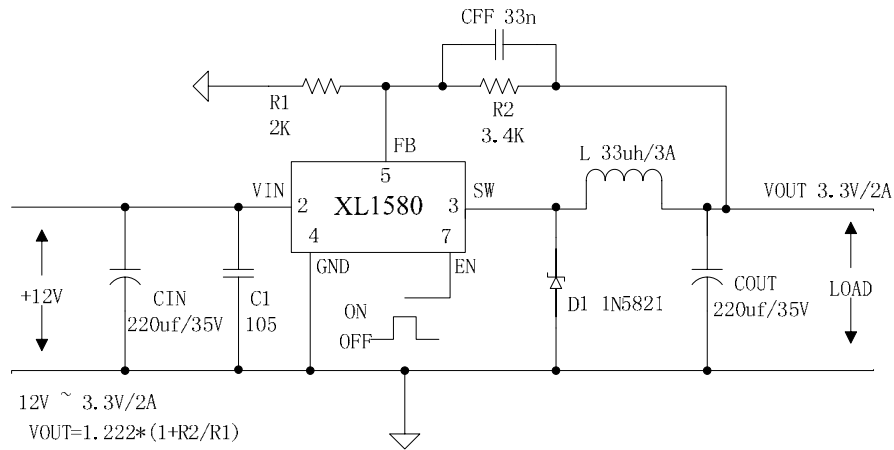 CFF 33n
R1
2K
R2
3.4K
FB
5
L 33uh/3A
VIN
SW
VOUT 3.3V/2A
2
XL1580
3
4
7
GND
EN
+12V
CIN
220uf/35V
C1
105
ON
OFF
D1 1N5821
COUT
220uf/35V
LOAD
12V ~ 3.3V/2A
VOUT=1.222*(1+R2/R1)